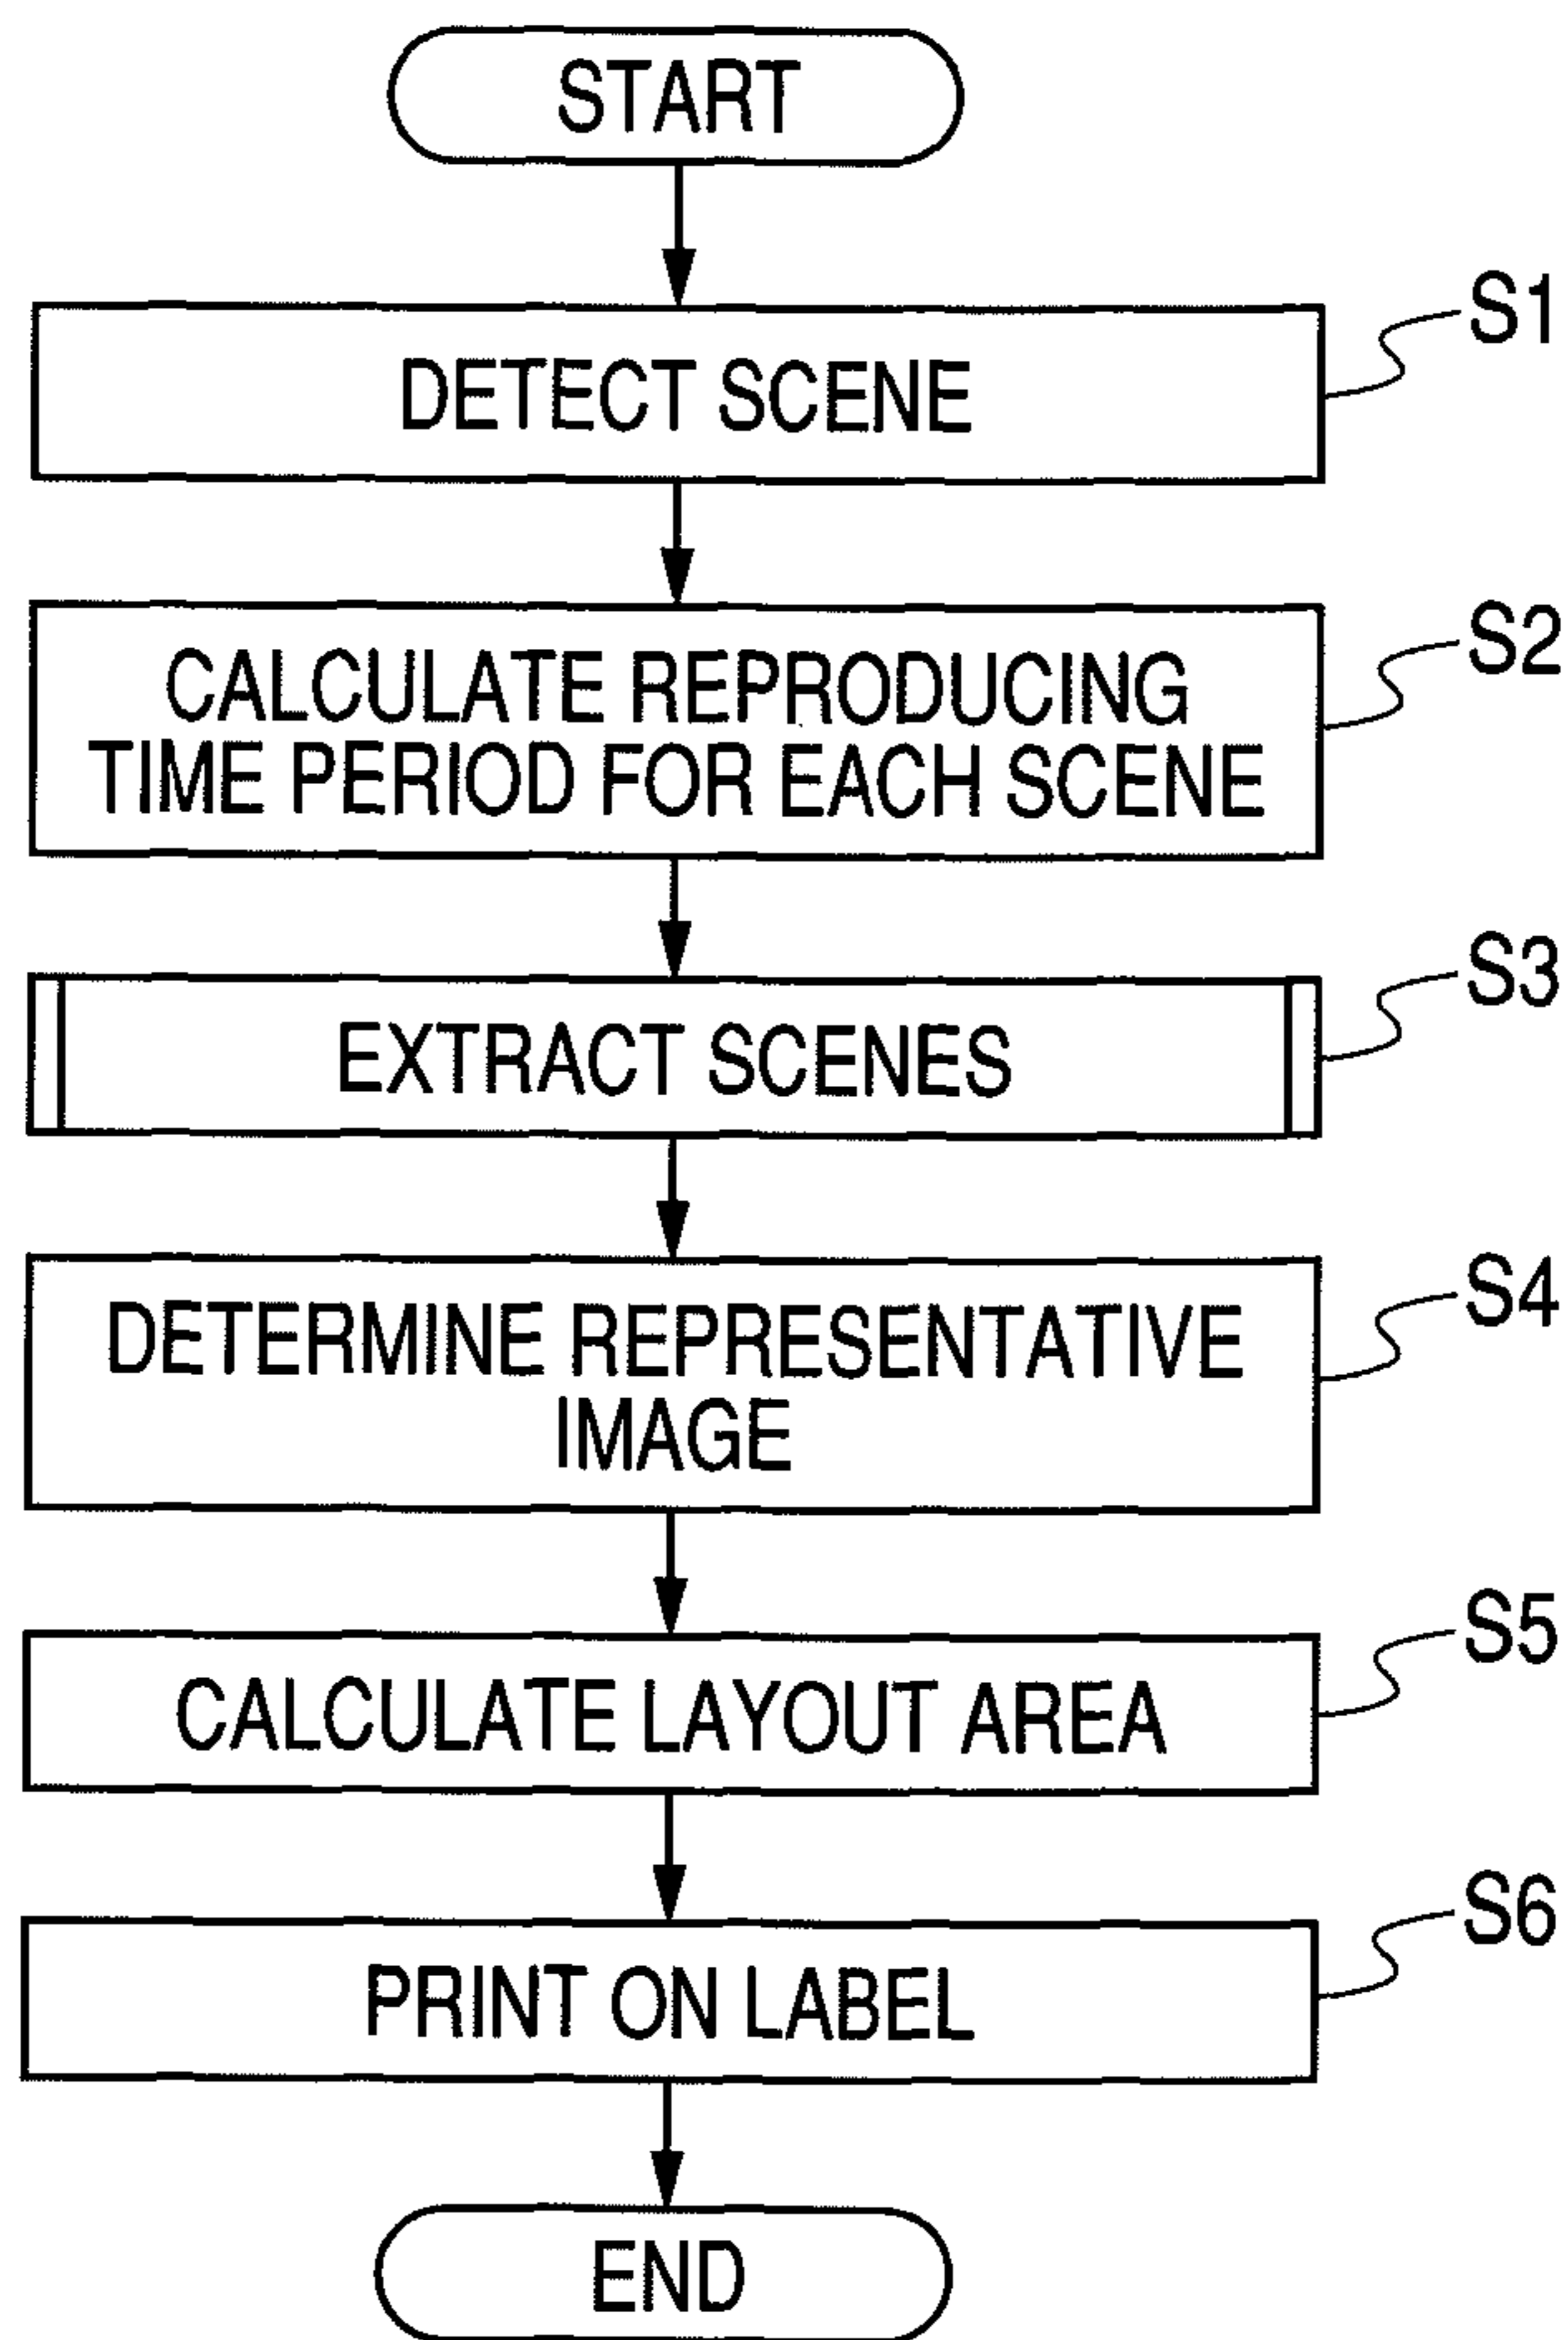 START
DETECT SCENE
S1
CALCULATE REPRODUCING
TIME PERIOD FOR EACH SCENE
S2
EXTRACT SCENES
S3
DETERMINE REPRESENTATIVE
IMAGE
S4
CALCULATE LAYOUT AREA
S5
PRINT ON LABEL
S6
END